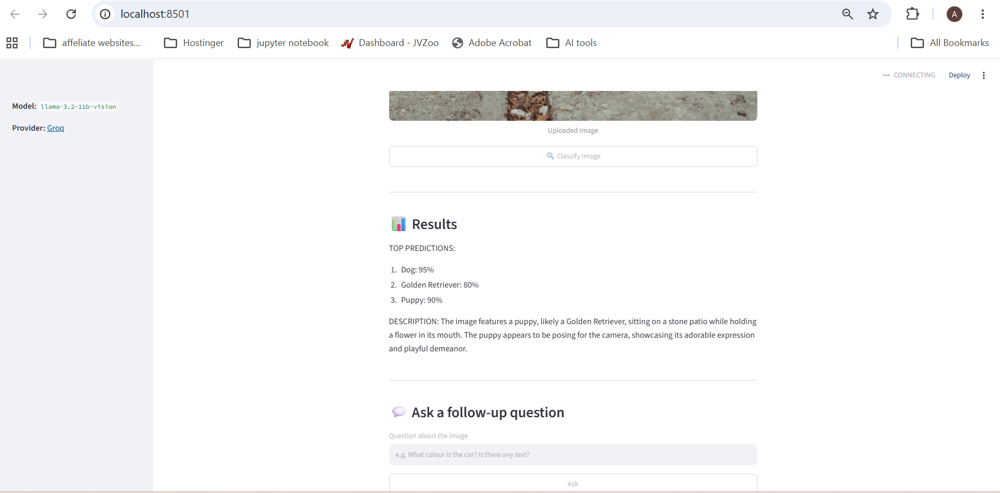 localhost:8501
A
affeliate websites...
Hostinger
jupyter notebook
Dashboard - JVZoo
Adobe Acrobat
AI tools
All Bookmarks
CONNECTING
Deploy
Model: llama-3.2-11b-vision
Provider: Groq
Uploaded Image
Classify Image
Results
TOP PREDICTIONS:
1. Dog: 95%
2. Golden Retriever: 80%
3. Puppy: 90%
DESCRIPTION: The image features a puppy, likely a Golden Retriever, sitting on a stone patio while holding
a flower in its mouth. The puppy appears to be posing for the camera, showcasing its adorable expression
and playful demeanor.
Ask a follow-up question
Question about the image
e.g. What colour is the car? Is there any text?
Ask